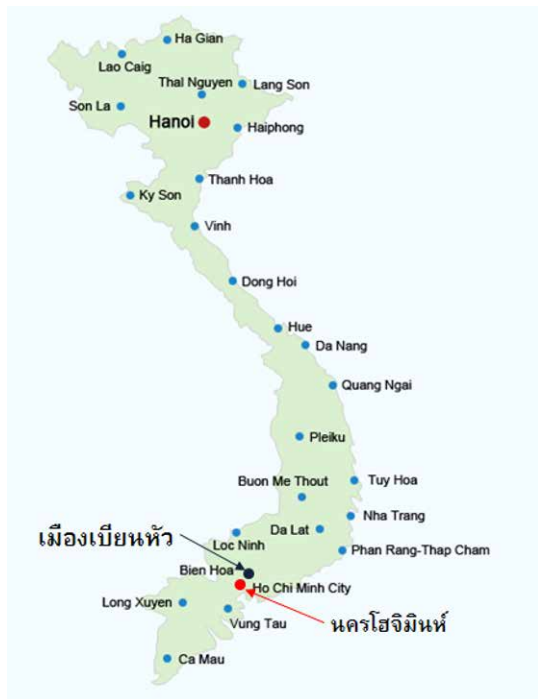 Ha Gian
Lao Caig
Thal Nguyen
Lang Son
Son La
Hanoi
Haiphong
Thanh Hoa
Ky Son
Vinh
Dong Hoi
Hue
Da Nang
Quang Ngai
Pleiku
Buon Me Thout
Tuy Hoa
Nha Trang
Da Lat
เมืองเบียนหัว
Loc Ninh
Phan Rang-Thap Cham
Bien Hoa
Ho Chi Minh City
Long Xuyen
Vung Tau
นครโฮจิมินห์
Ca Mau